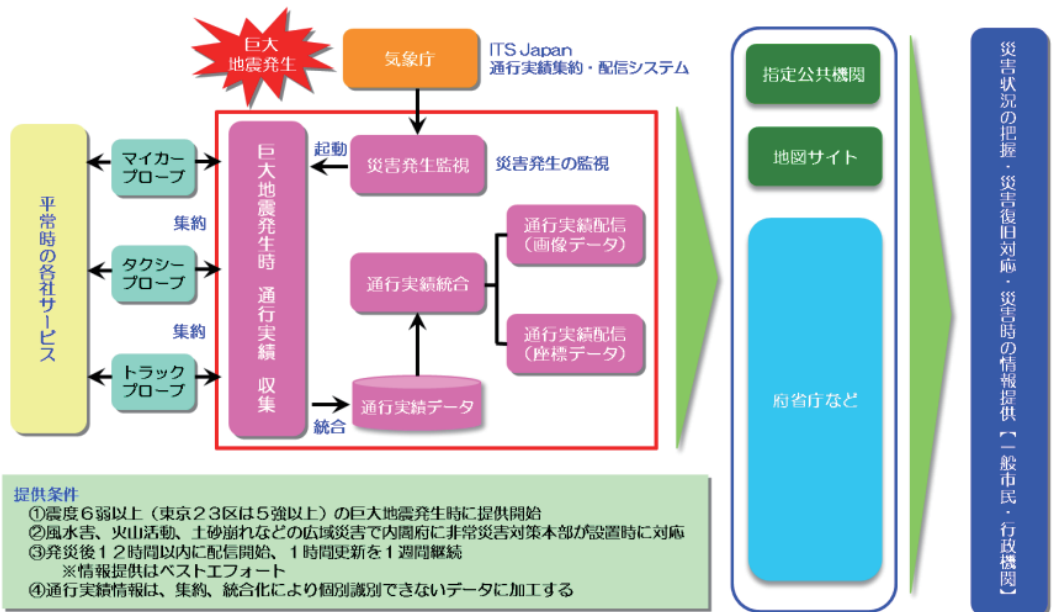 巨大
地震発生
気象庁
ITS Japan
通行実績集約・配信システム
平常時の各社サービス
マイカー
プローブ
集約
タクシー
プローブ
集約
トラック
プローブ
巨大地震発生時 通行実績 収集
起動
災害発生監視
災害発生の監視
通行実績統合
通行実績配信
（画像データ）
通行実績配信
（座標データ）
統合
通行実績データ
指定公共機関
地図サイト
府省庁など
災害状況の把握・災害復旧対応・災害時の情報提供【一般市民・行政機関】
提供条件
①震度６弱以上（東京２３区は５強以上）の巨大地震発生時に提供開始
②風水害、火山活動、土砂崩れなどの広域災害で内閣府に非常災害対策本部が設置時に対応
③発災後１２時間以内に配信開始、１時間更新を１週間継続
※情報提供はベストエフォート
④通行実績情報は、集約、統合化により個別識別できないデータに加工する